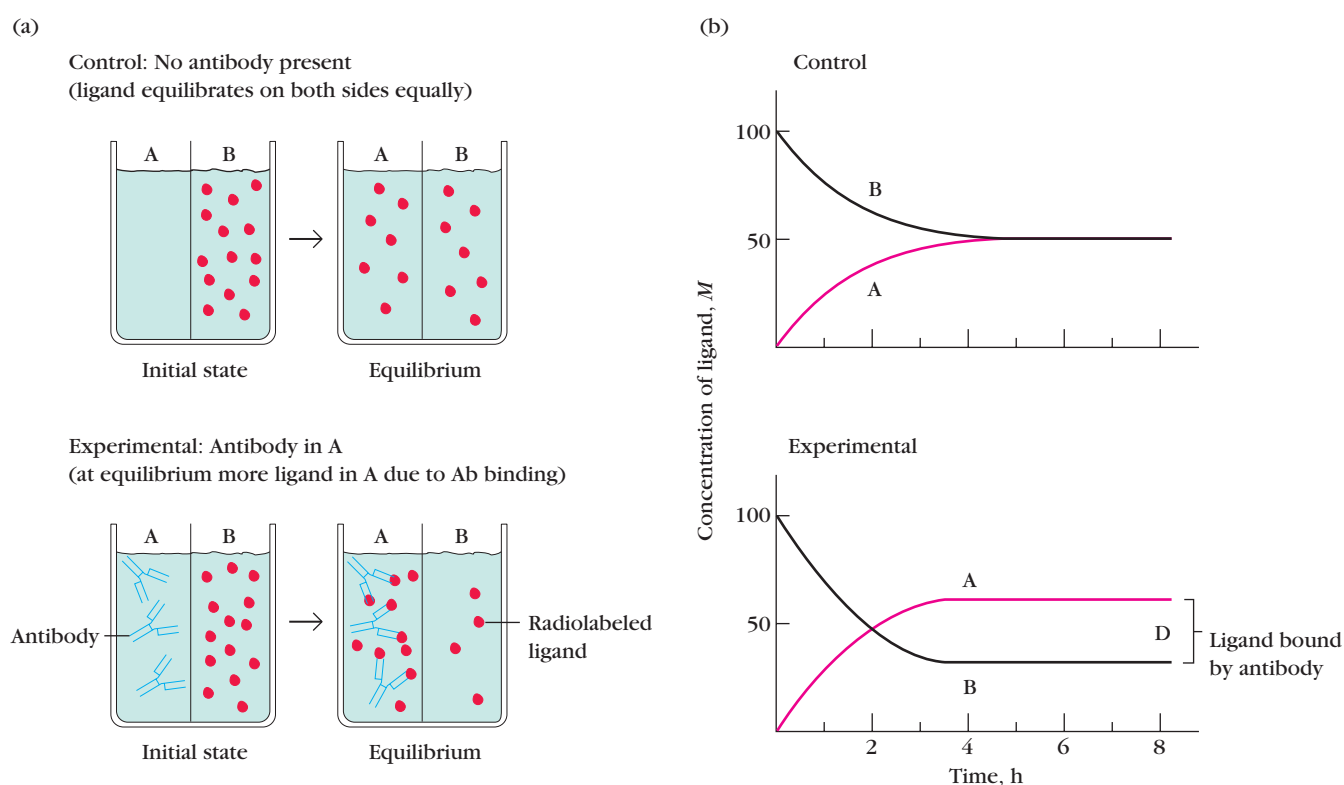 (a)
Control: No antibody present
(ligand equilibrates on both sides equally)
A
B
A
B
Initial state
Equilibrium
Experimental: Antibody in A
(at equilibrium more ligand in A due to Ab binding)
A
B
A
B
Antibody
Radiolabeled
ligand
Initial state
Equilibrium
(b)
Control
100
50
B
A
Concentration of ligand, M
Experimental
100
50
A
D
B
Ligand bound
by antibody
2
4
6
8
Time, h